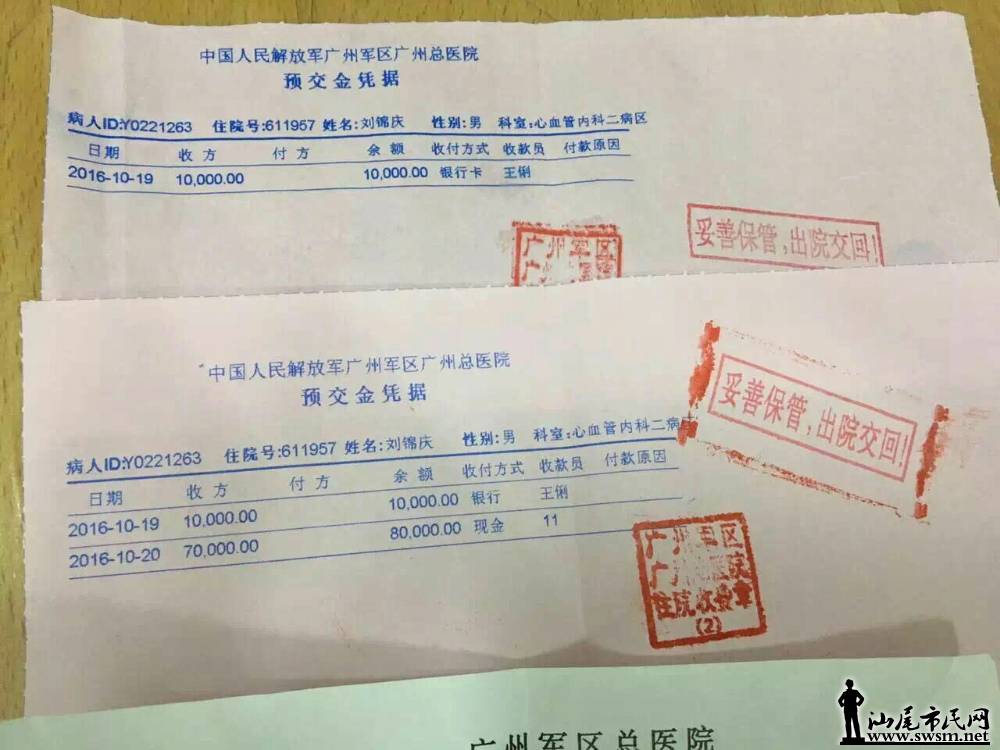 中国人民解放军广州军区广州总医院
预交金凭据
病人ID:Y0221263 住院号:611957 姓名:刘锦庆 性别:男 科室:心血管内科二病区
日期 收方 付方 余额 收付方式 收款员 付款原因
2016-10-19 10,000.00 10,000.00 银行卡 王俐
广州军区
妥善保管,出院交回!
中国人民解放军广州军区广州总医院
预交金凭据
病人ID:Y0221263 住院号:611957 姓名:刘锦庆 性别:男 科室:心血管内科二病区
日期 收方 付方 余额 收付方式 收款员 付款原因
2016-10-19 10,000.00 10,000.00 银行 王俐
2016-10-20 70,000.00 80,000.00 现金 11
妥善保管,出院交回!
广州军区
住院收费章
(2)
广州军区总医院
汕尾市民网
www.swsm.net